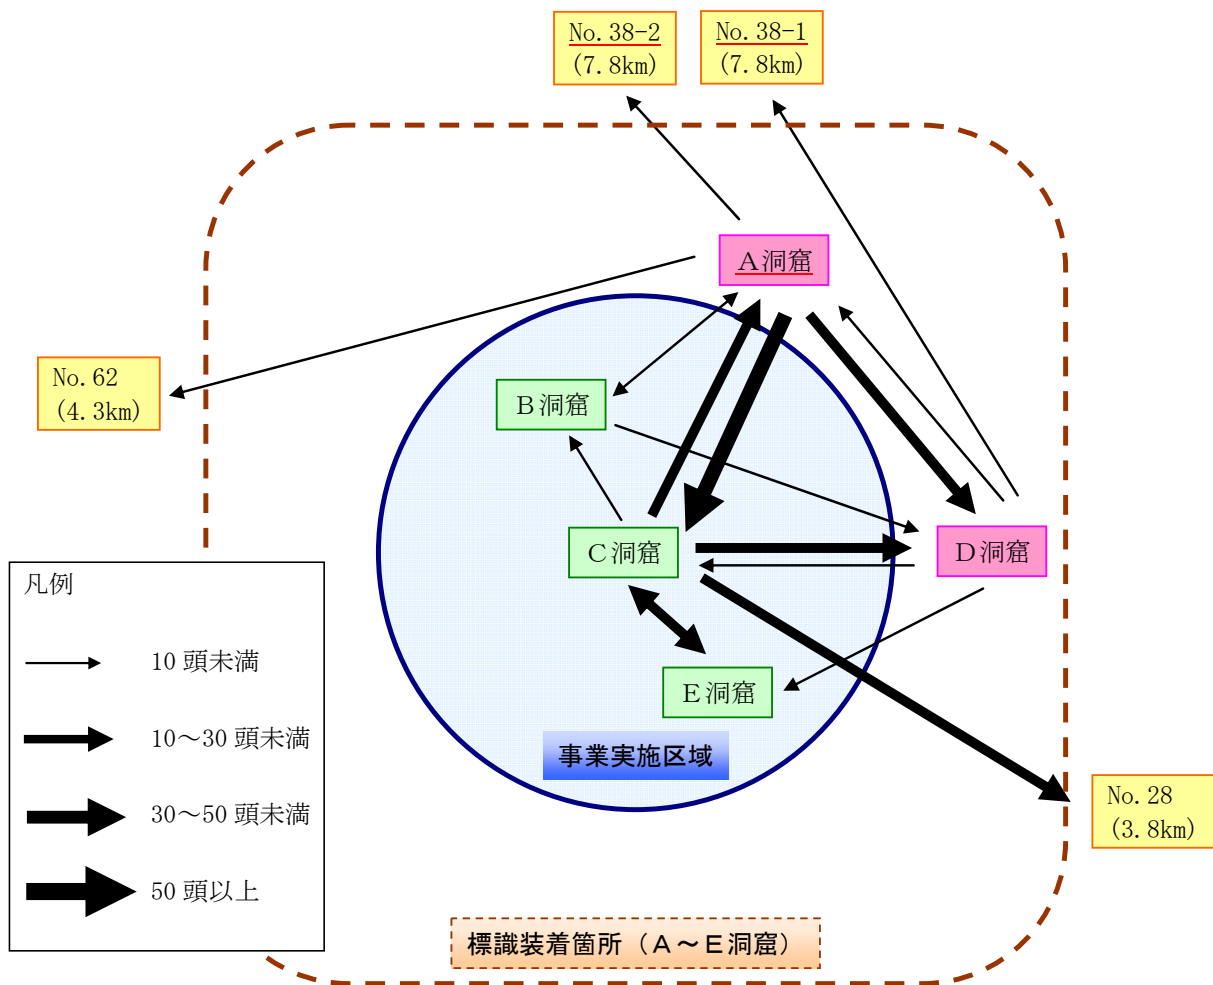 No.38-2
(7.8km)
No.38-1
(7.8km)
A洞窟
No.62
(4.3km)
B洞窟
C洞窟
D洞窟
E洞窟
事業実施区域
No.28
(3.8km)
凡例
10 頭未満
10～30 頭未満
30～50 頭未満
50 頭以上
標識装着箇所（A～E洞窟）